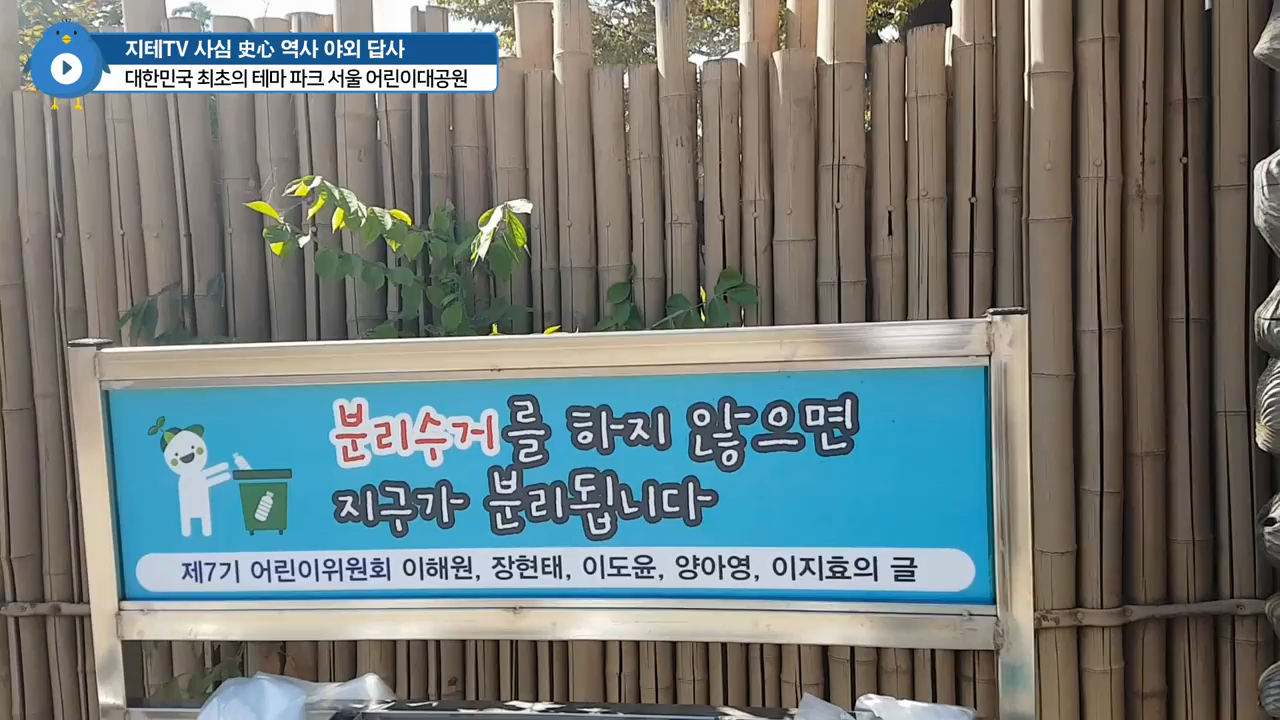 지테TV 사심 史心 역사 야외 답사
대한민국 최초의 테마 파크 서울 어린이대공원
분리수거를 하지 않으면
지구가 분리됩니다
제7기 어린이위원회 이해원, 장현태, 이도윤, 양아영, 이지효의 글